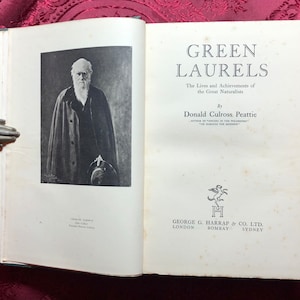 GREEN
LAURELS
The Lives and Achievements of
the Great Naturalists
By
Donald Culross Peattie
GEORGE G. HARRAP & CO. LTD.
LONDON BOMBAY SYDNEY